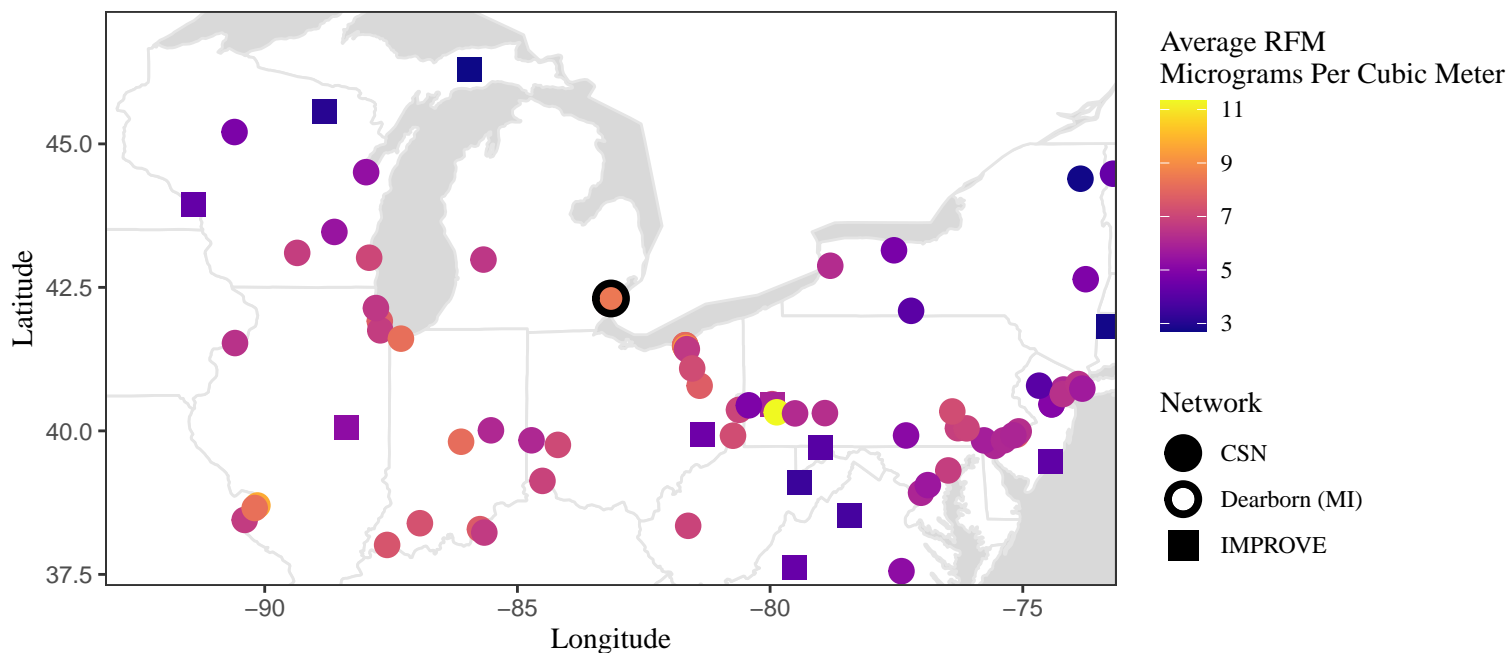 45.0
42.5
40.0
37.5
−90
−85
−80
−75
Latitude
Longitude
Average RFM
Micrograms Per Cubic Meter
11
9
7
5
3
Network
CSN
Dearborn (MI)
IMPROVE